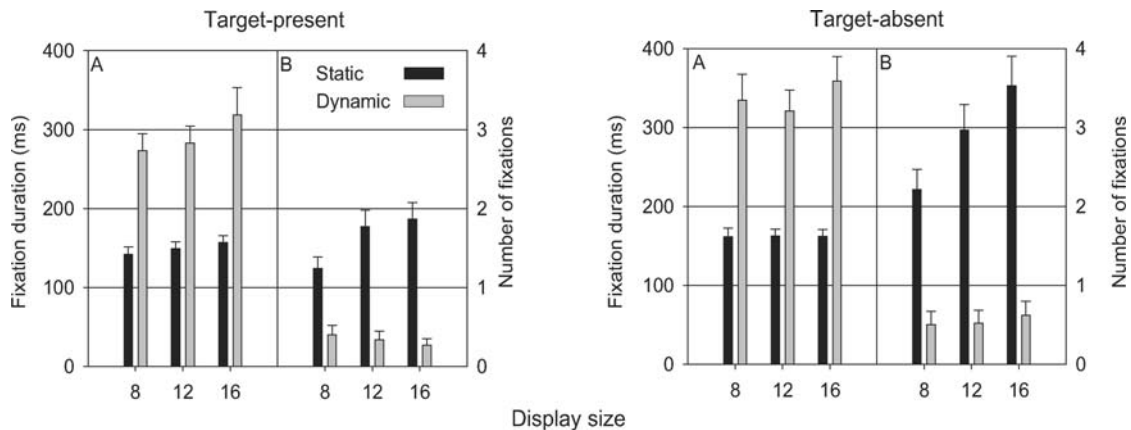 Target-present
Target-absent
400
300
200
100
0
Fixation duration (ms)
A
B
Static
Dynamic
4
3
2
1
0
Number of fixations
8 12 16 8 12 16
400
300
200
100
0
Fixation duration (ms)
A
B
4
3
2
1
0
Number of fixations
8 12 16 8 12 16
Display size